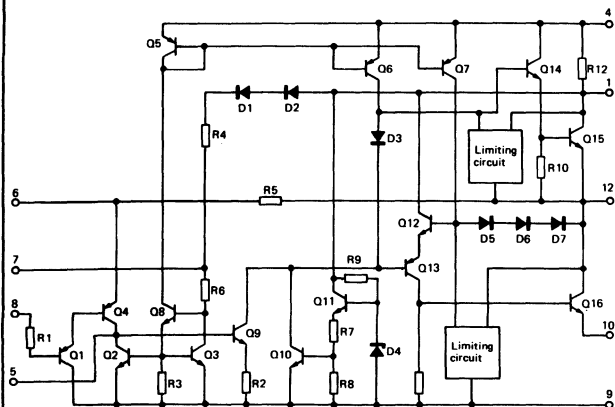 4
Q5
Q6
Q7
Q14
R12
1
D1
D2
R4
D3
Q15
Limiting
circuit
R10
6
R5
12
Q12
D5
D6
D7
R9
Q13
7
R6
Q11
Q16
8
Q4
Q8
R1
Q9
R7
10
Q1
Q2
Q3
Q10
D4
Limiting
circuit
5
R3
R2
R8
9